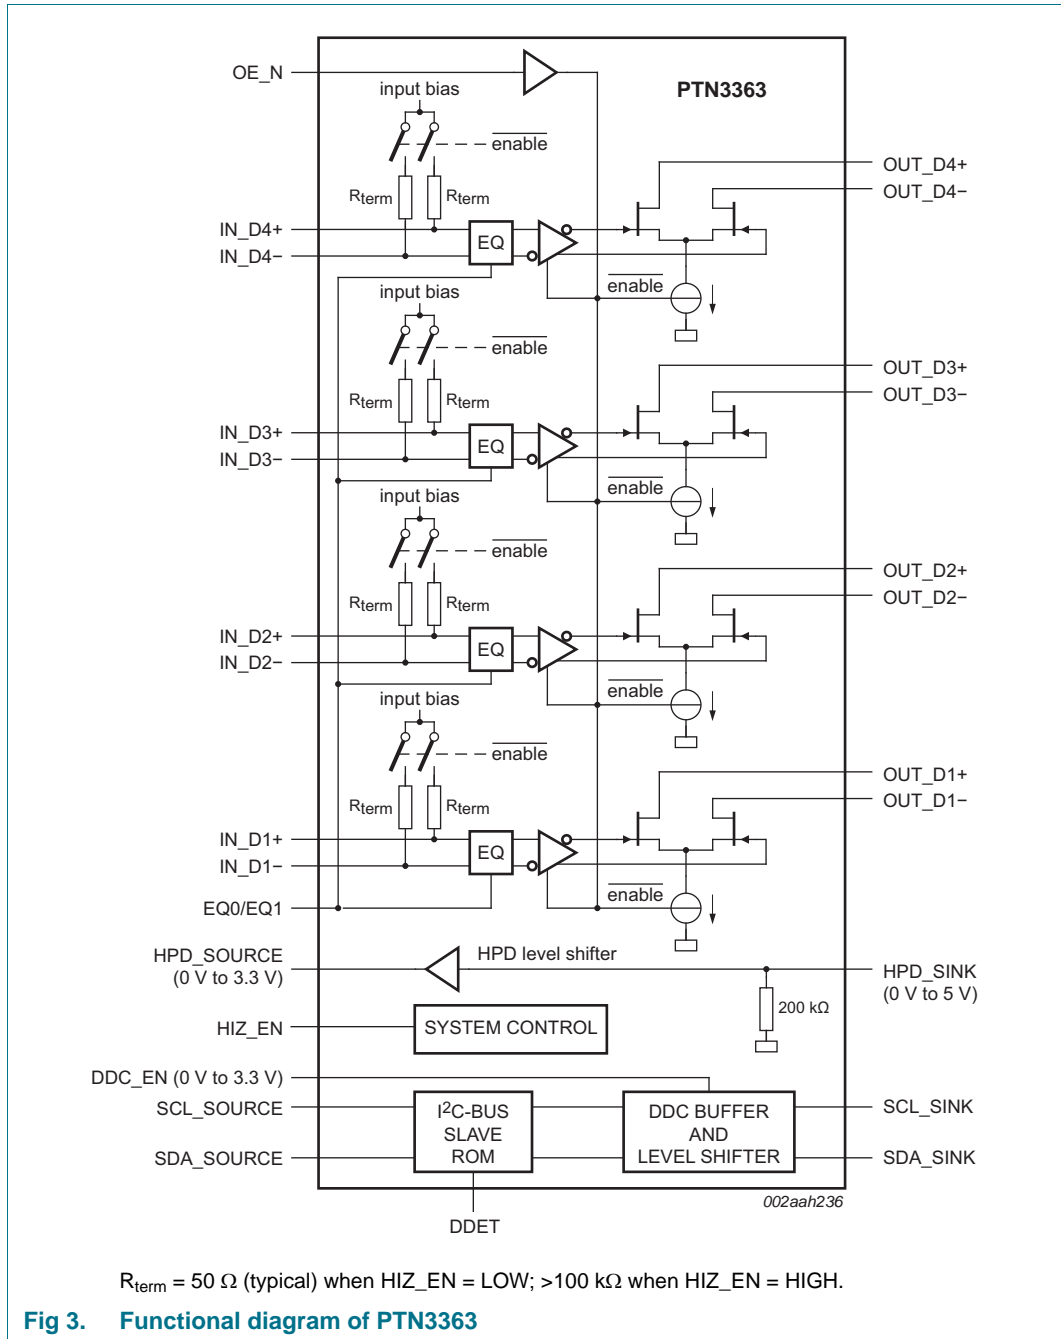 OE_N
PTN3363
input bias
enable
Rterm
Rterm
OUT_D4+
OUT_D4−
IN_D4+
IN_D4−
EQ
enable
input bias
enable
Rterm
Rterm
OUT_D3+
OUT_D3−
IN_D3+
IN_D3−
EQ
enable
input bias
enable
Rterm
Rterm
OUT_D2+
OUT_D2−
IN_D2+
IN_D2−
EQ
enable
input bias
enable
Rterm
Rterm
OUT_D1+
OUT_D1−
IN_D1+
IN_D1−
EQ
enable
EQ0/EQ1
HPD_SOURCE
(0 V to 3.3 V)
HPD level shifter
HPD_SINK
(0 V to 5 V)
200 kΩ
HIZ_EN
SYSTEM CONTROL
DDC_EN (0 V to 3.3 V)
SCL_SOURCE
SDA_SOURCE
I²C-BUS
SLAVE
ROM
DDC BUFFER
AND
LEVEL SHIFTER
SCL_SINK
SDA_SINK
002aah236
DDET
Rterm = 50 Ω (typical) when HIZ_EN = LOW; >100 kΩ when HIZ_EN = HIGH.
Fig 3. Functional diagram of PTN3363